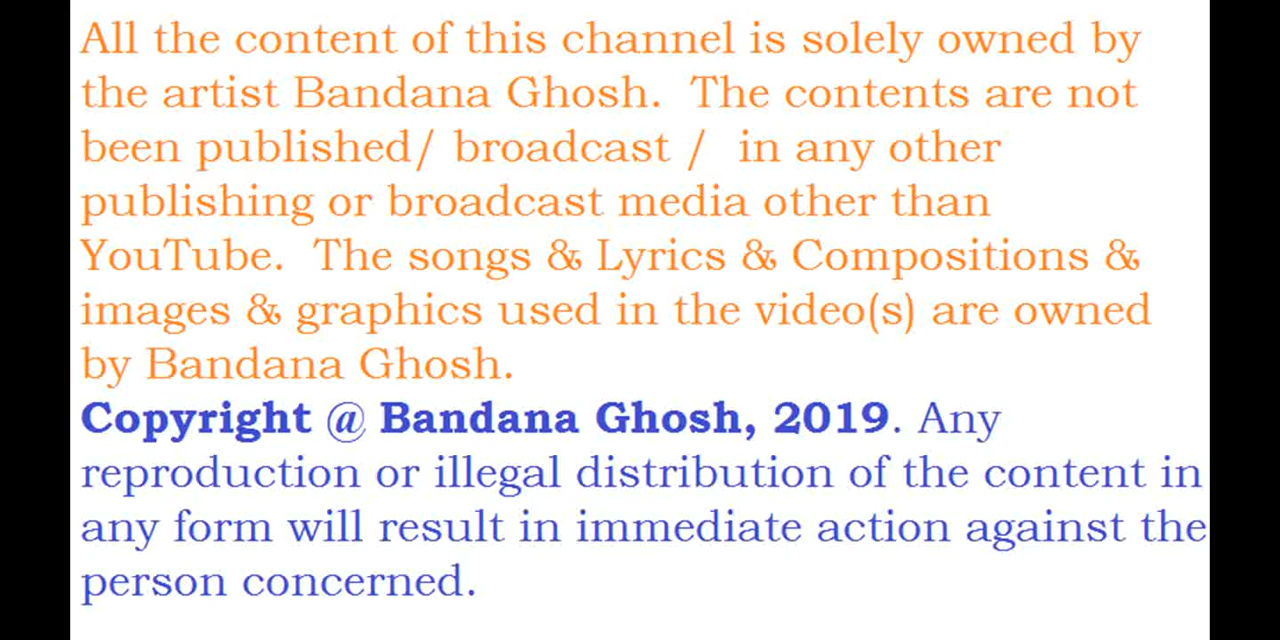 All the content of this channel is solely owned by
the artist Bandana Ghosh.  The contents are not
been published/ broadcast /  in any other
publishing or broadcast media other than
YouTube.  The songs & Lyrics & Compositions &
images & graphics used in the video(s) are owned
by Bandana Ghosh.
Copyright @ Bandana Ghosh, 2019. Any
reproduction or illegal distribution of the content in
any form will result in immediate action against the
person concerned.